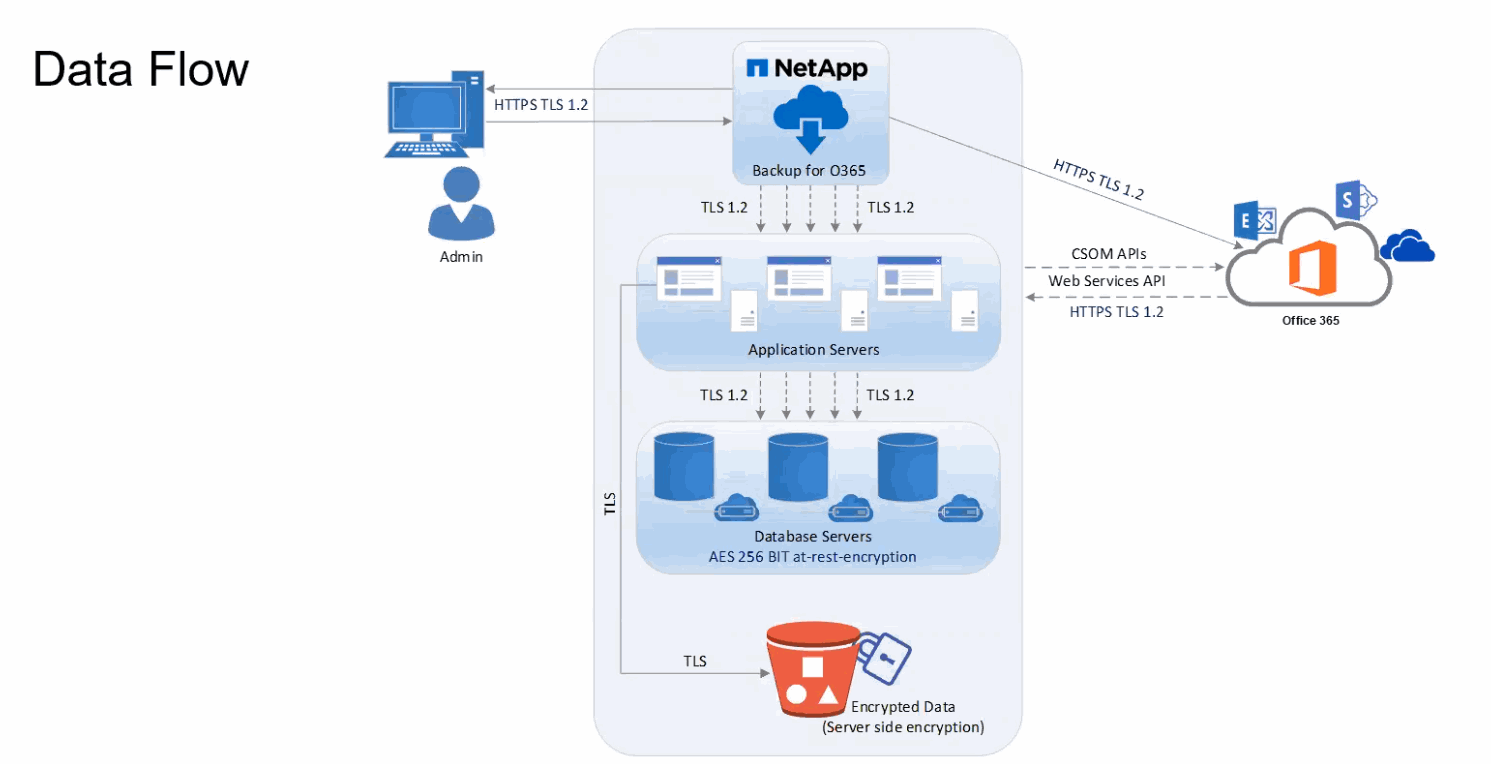 Data Flow
NetApp
HTTPS TLS 1.2
Backup for O365
HTTPS TLS 1.2
TLS 1.2
TLS 1.2
Admin
E
S
CSOM APIs
Web Services API
HTTPS TLS 1.2
Office 365
Application Servers
TLS 1.2
TLS 1.2
TLS
Database Servers
AES 256 BIT at-rest-encryption
TLS
Encrypted Data
(Server side encryption)